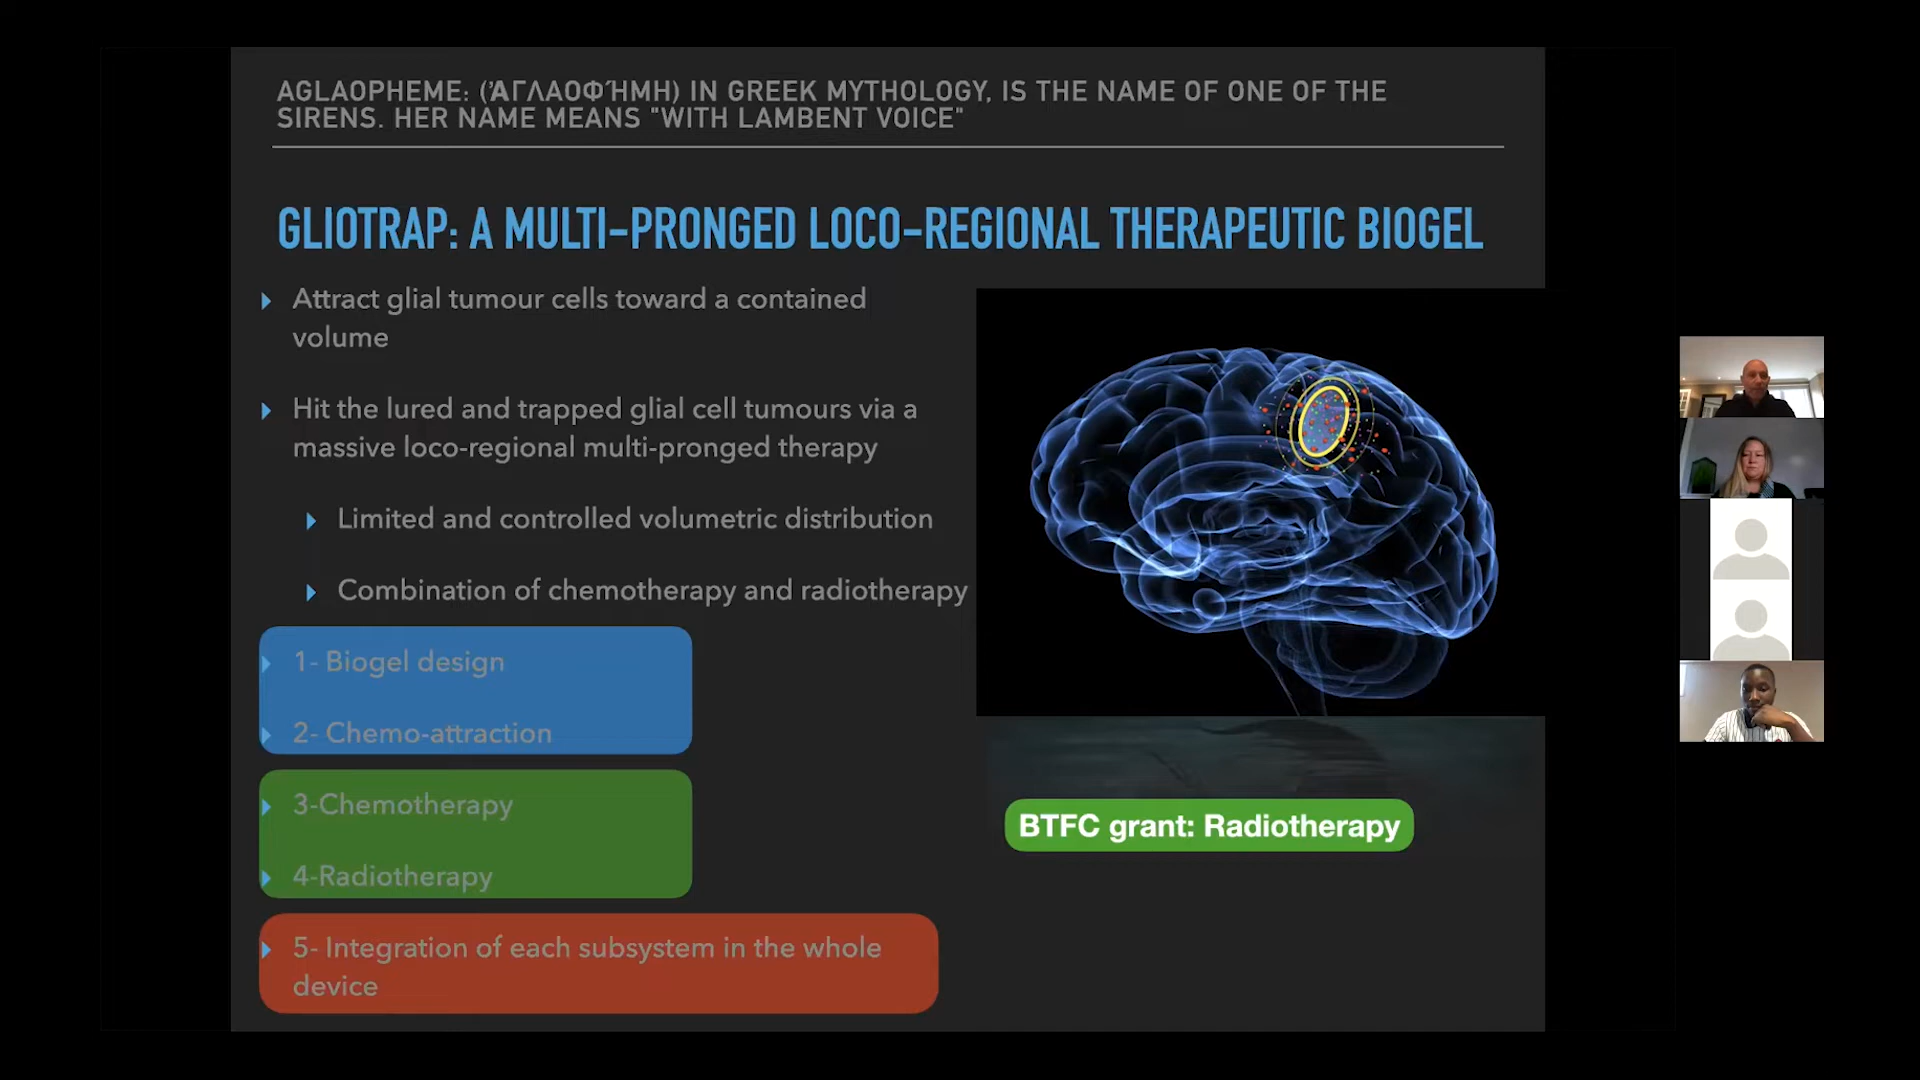 AGLAOPHEME: (ἈΓΛΑΟΦΉΜΗ) IN GREEK MYTHOLOGY, IS THE NAME OF ONE OF THE
SIRENS. HER NAME MEANS "WITH LAMBENT VOICE"
GLIOTRAP: A MULTI-PRONGED LOCO-REGIONAL THERAPEUTIC BIOGEL
Attract glial tumour cells toward a contained
volume
Hit the lured and trapped glial cell tumours via a
massive loco-regional multi-pronged therapy
Limited and controlled volumetric distribution
Combination of chemotherapy and radiotherapy
1- Biogel design
2- Chemo-attraction
3-Chemotherapy
4-Radiotherapy
5- Integration of each subsystem in the whole
device
BTFC grant: Radiotherapy